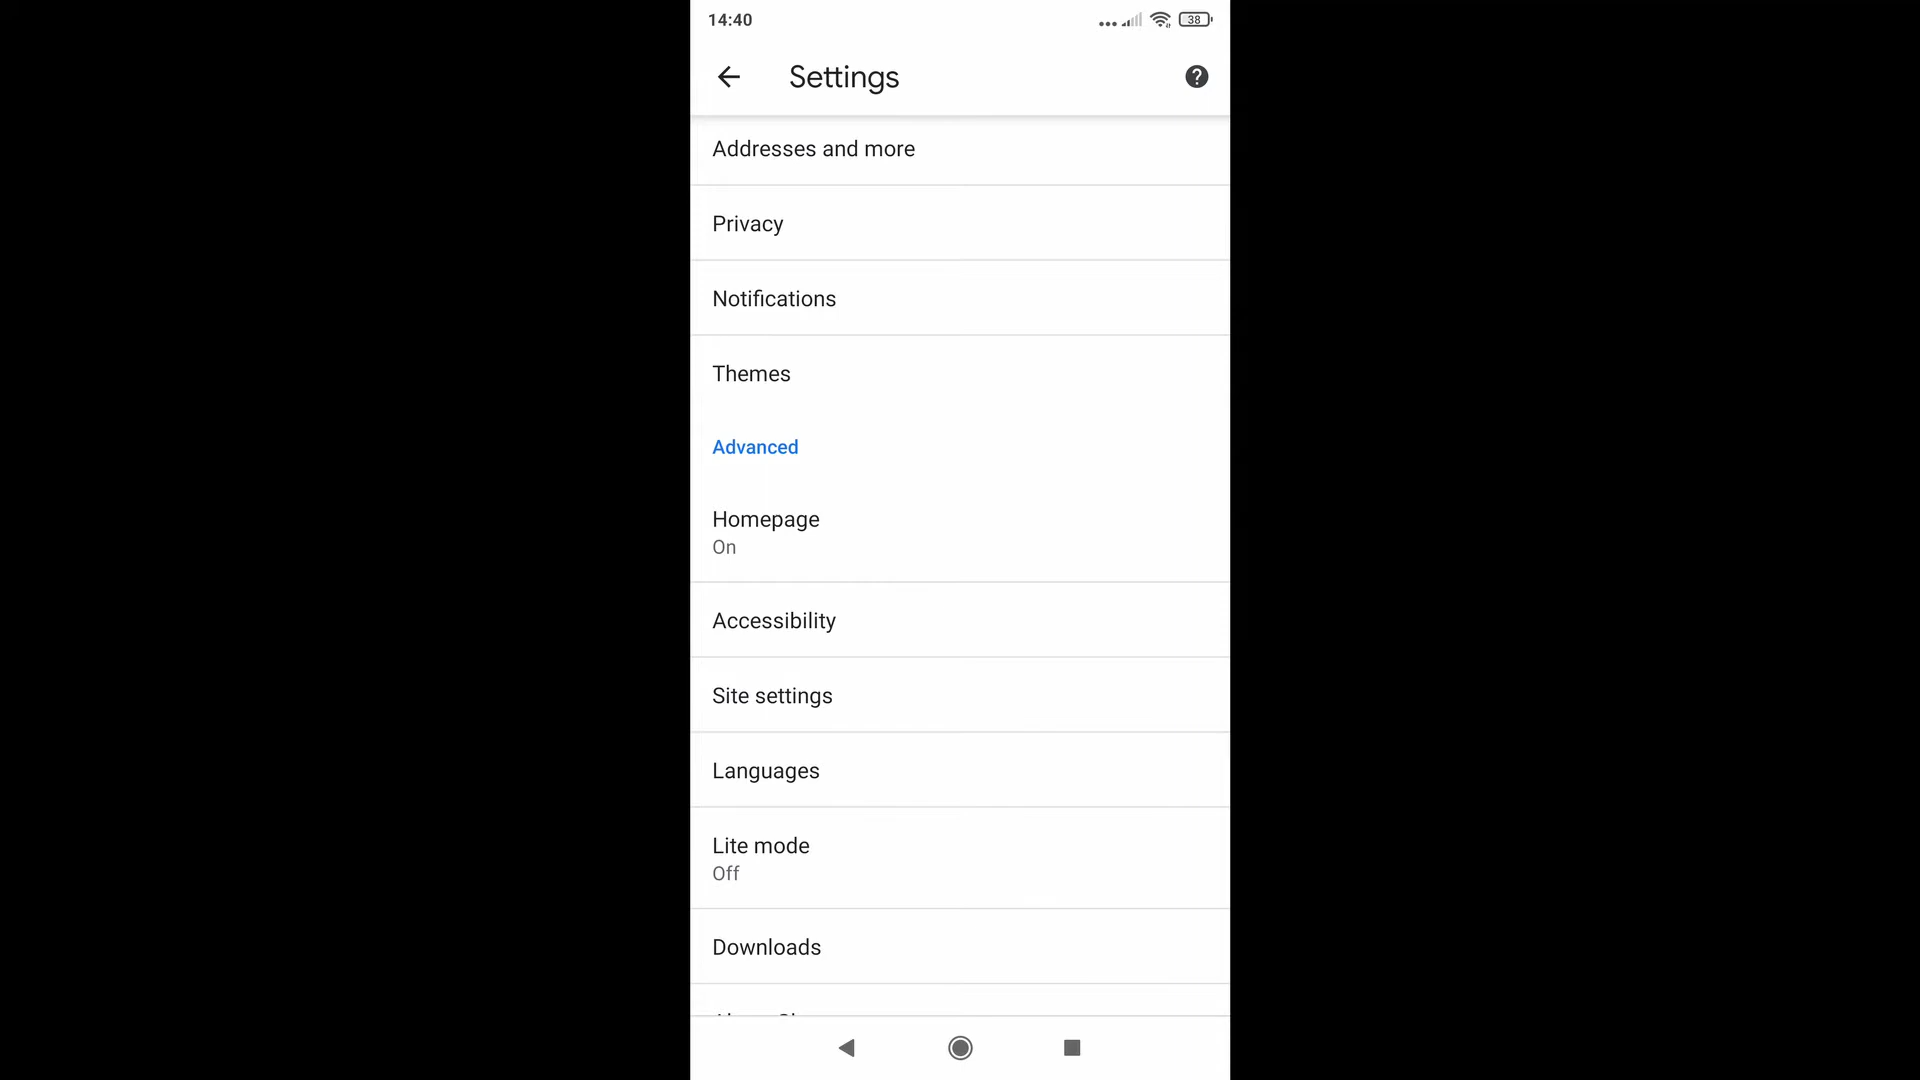 14:40
38
Settings
Addresses and more
Privacy
Notifications
Themes
Advanced
Homepage
On
Accessibility
Site settings
Languages
Lite mode
Off
Downloads